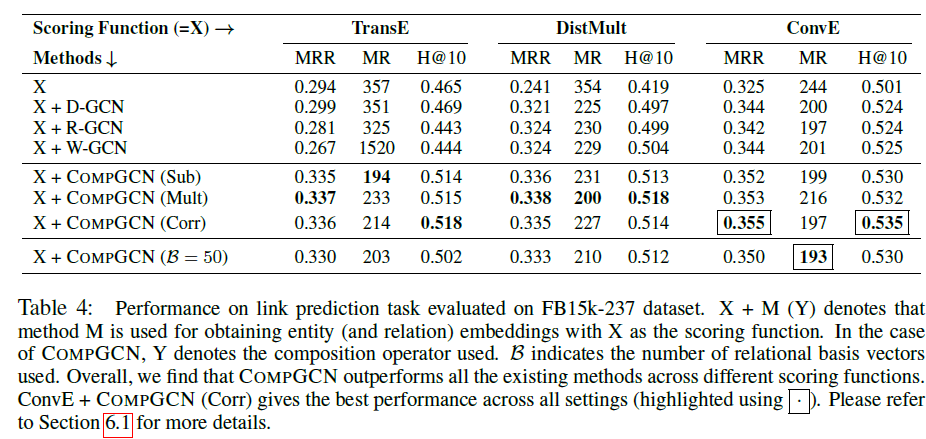 Scoring Function (=X) → TransE DistMult ConvE
Methods ↓ MRR MR H@10 MRR MR H@10 MRR MR H@10
X 0.294 357 0.465 0.241 354 0.419 0.325 244 0.501
X + D-GCN 0.299 351 0.469 0.321 225 0.497 0.344 200 0.524
X + R-GCN 0.281 325 0.443 0.324 230 0.499 0.342 197 0.524
X + W-GCN 0.267 1520 0.444 0.324 229 0.504 0.344 201 0.525
X + COMPGCN (Sub) 0.335 194 0.514 0.336 231 0.513 0.352 199 0.530
X + COMPGCN (Mult) 0.337 233 0.515 0.338 200 0.518 0.353 216 0.532
X + COMPGCN (Corr) 0.336 214 0.518 0.335 227 0.514 0.355 197 0.535
X + COMPGCN (ℬ = 50) 0.330 203 0.502 0.333 210 0.512 0.350 193 0.530
Table 4: Performance on link prediction task evaluated on FB15k-237 dataset. X + M (Y) denotes that
method M is used for obtaining entity (and relation) embeddings with X as the scoring function. In the case
of COMPGCN, Y denotes the composition operator used. ℬ indicates the number of relational basis vectors
used. Overall, we find that COMPGCN outperforms all the existing methods across different scoring functions.
ConvE + COMPGCN (Corr) gives the best performance across all settings (highlighted using ·). Please refer
to Section 6.1 for more details.